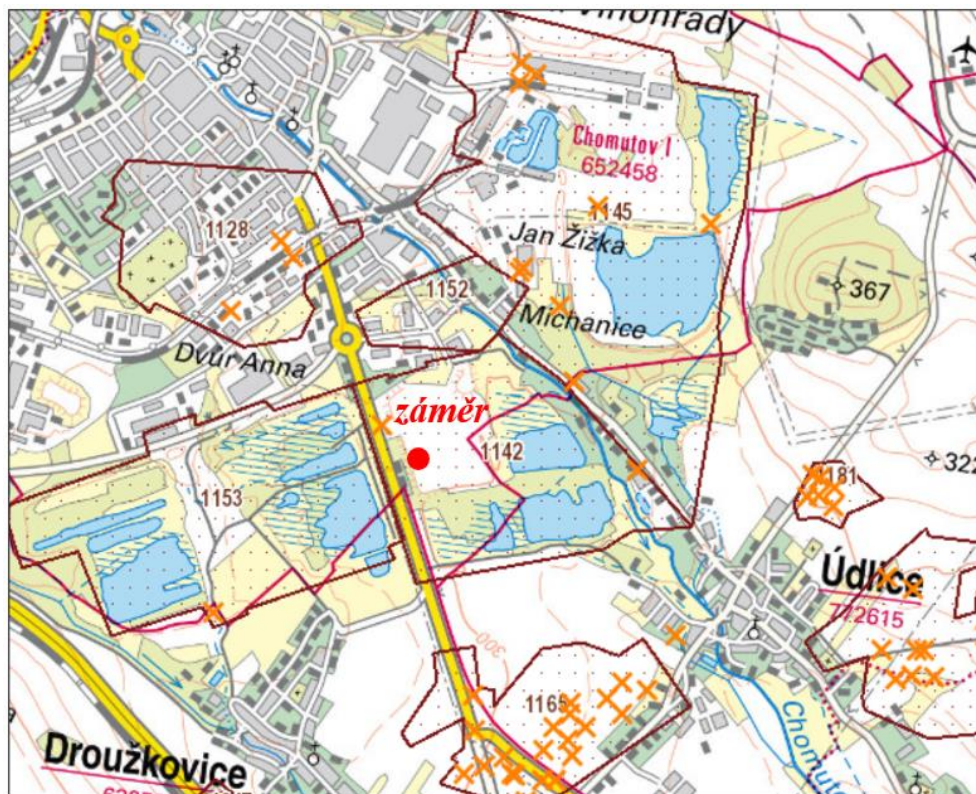 Vinohrady
Chomutov I
652458
1128
1145
Jan Žižka
367
1152
Michanice
Dvůr Anna
záměr
1142
322
1181
1153
Údlice
772615
300
1165
Droužkovice